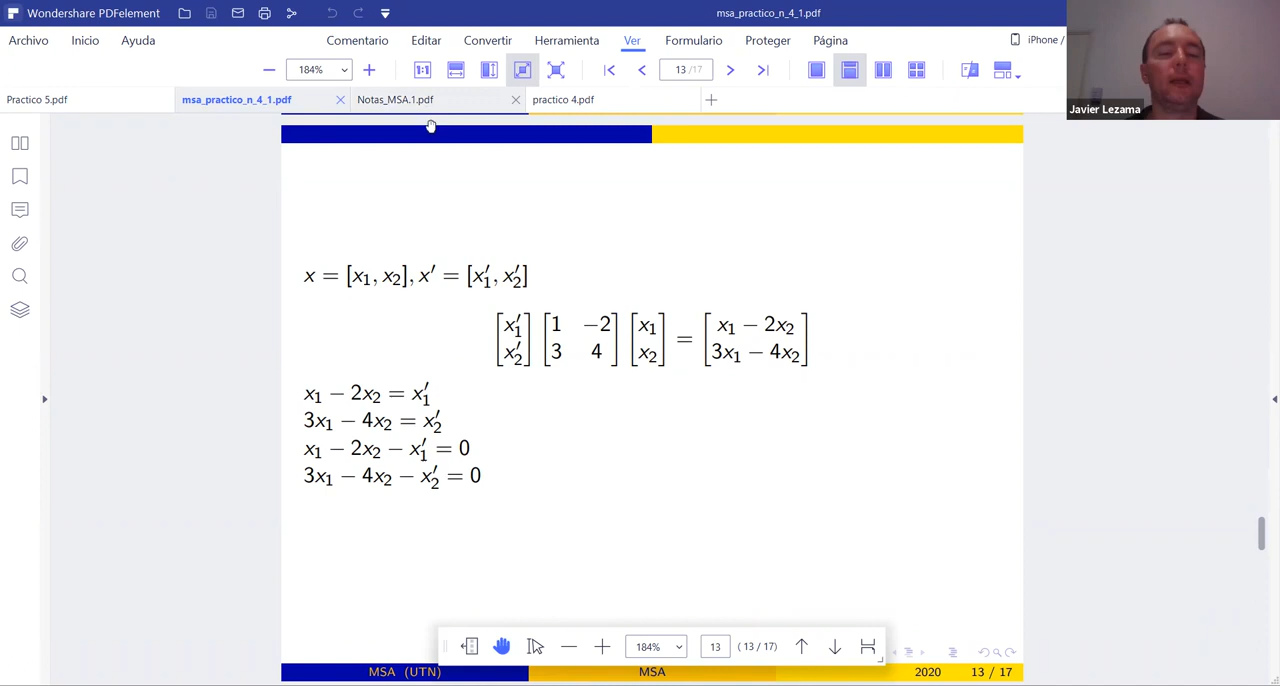 Wondershare PDFelement
msa_practico_n_4_1.pdf
Archivo Inicio Ayuda Comentario Editar Convertir Herramienta Ver Formulario Proteger Página iPhone /
184% 1:1 13 /17
Practico 5.pdf msa_practico_n_4_1.pdf Notas_MSA.1.pdf practico 4.pdf
Javier Lezama
x = [x₁, x₂], x′ = [x′₁, x′₂]
[x′₁ x′₂] [1 −2 3 4] [x₁ x₂] = [x₁ − 2x₂ 3x₁ − 4x₂]
x₁ − 2x₂ = x′₁
3x₁ − 4x₂ = x′₂
x₁ − 2x₂ − x′₁ = 0
3x₁ − 4x₂ − x′₂ = 0
184% 13 (13 / 17)
MSA (UTN) MSA 2020 13 / 17